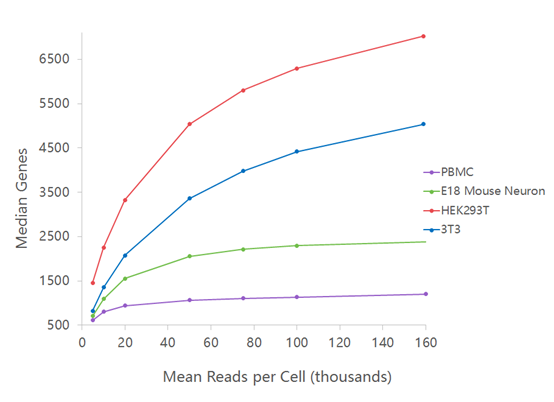 Median Genes
6500
5500
4500
3500
2500
1500
500
0 20 40 60 80 100 120 140 160
Mean Reads per Cell (thousands)
PBMC
E18 Mouse Neuron
HEK293T
3T3